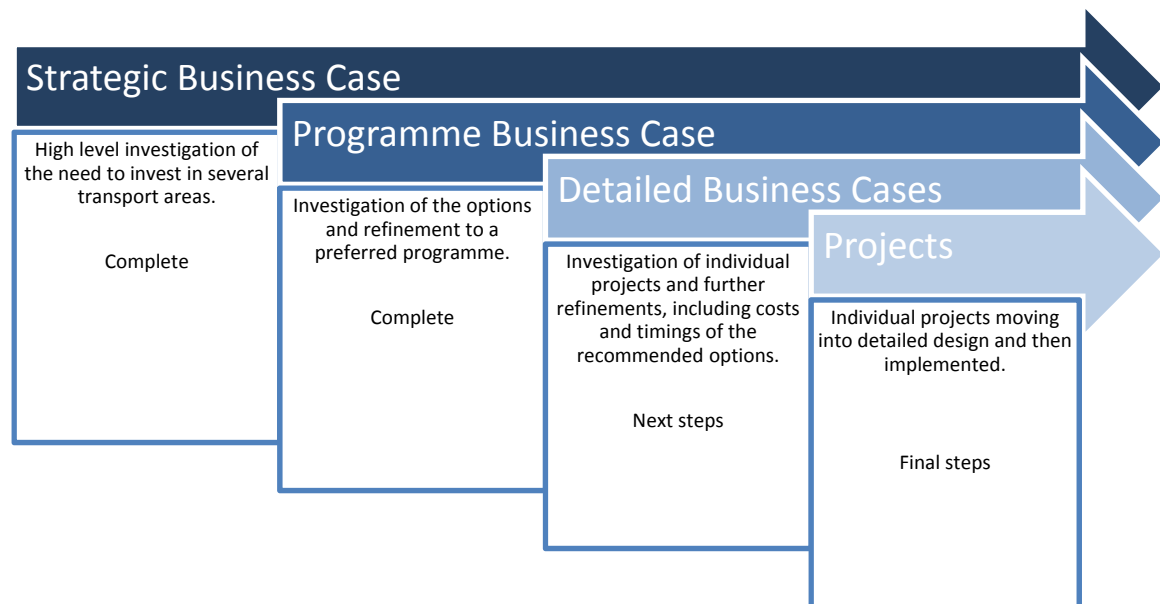 Strategic Business Case
High level investigation of
the need to invest in several
transport areas.
Complete
Programme Business Case
Investigation of the options
and refinement to a
preferred programme.
Complete
Detailed Business Cases
Investigation of individual
projects and further
refinements, including costs
and timings of the
recommended options.
Next steps
Projects
Individual projects moving
into detailed design and then
implemented.
Final steps